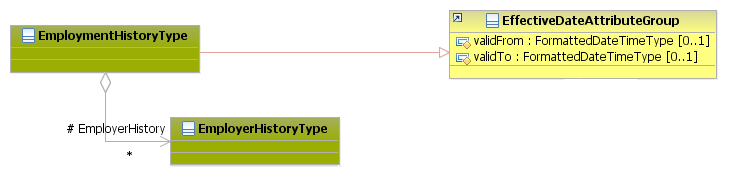 EffectiveDateAttributeGroup
EmploymentHistoryType
validFrom : FormattedDateTimeType [0..1]
validTo : FormattedDateTimeType [0..1]
# EmployerHistory
EmployerHistoryType
*